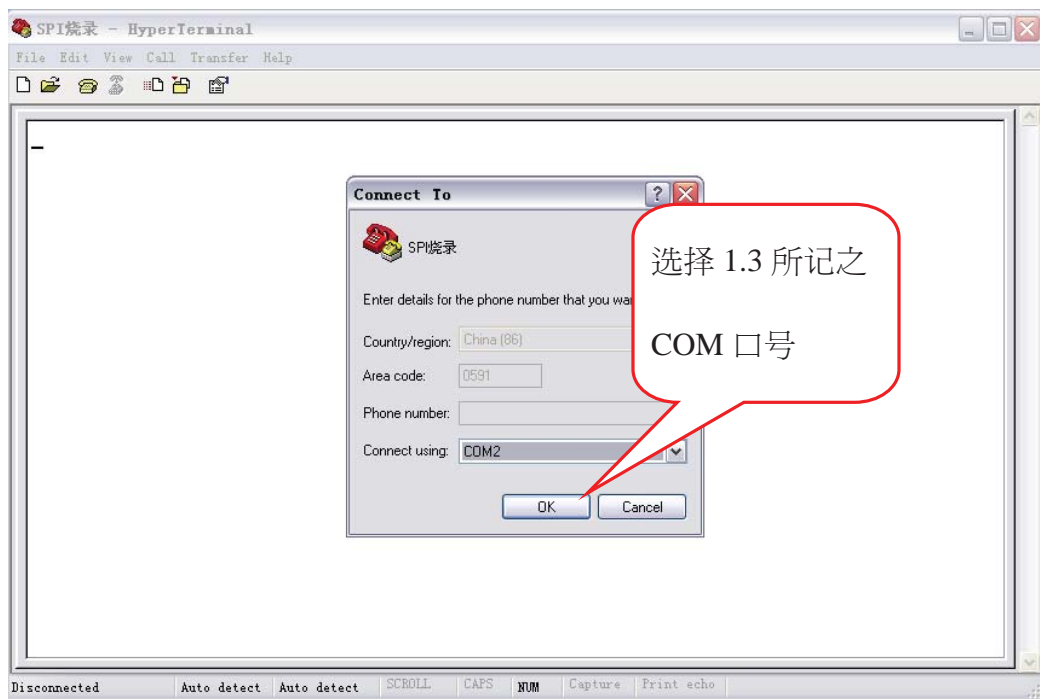 SPI烧录 - HyperTerminal
File Edit View Call Transfer Help
Connect To
SPI烧录
选择 1.3 所记之
COM 口号
Enter details for the phone number that you
Country/region: China (86)
Area code: 0591
Phone number:
Connect using: COM2
OK Cancel
Disconnected Auto detect Auto detect SCROLL CAPS NUM Capture Print echo